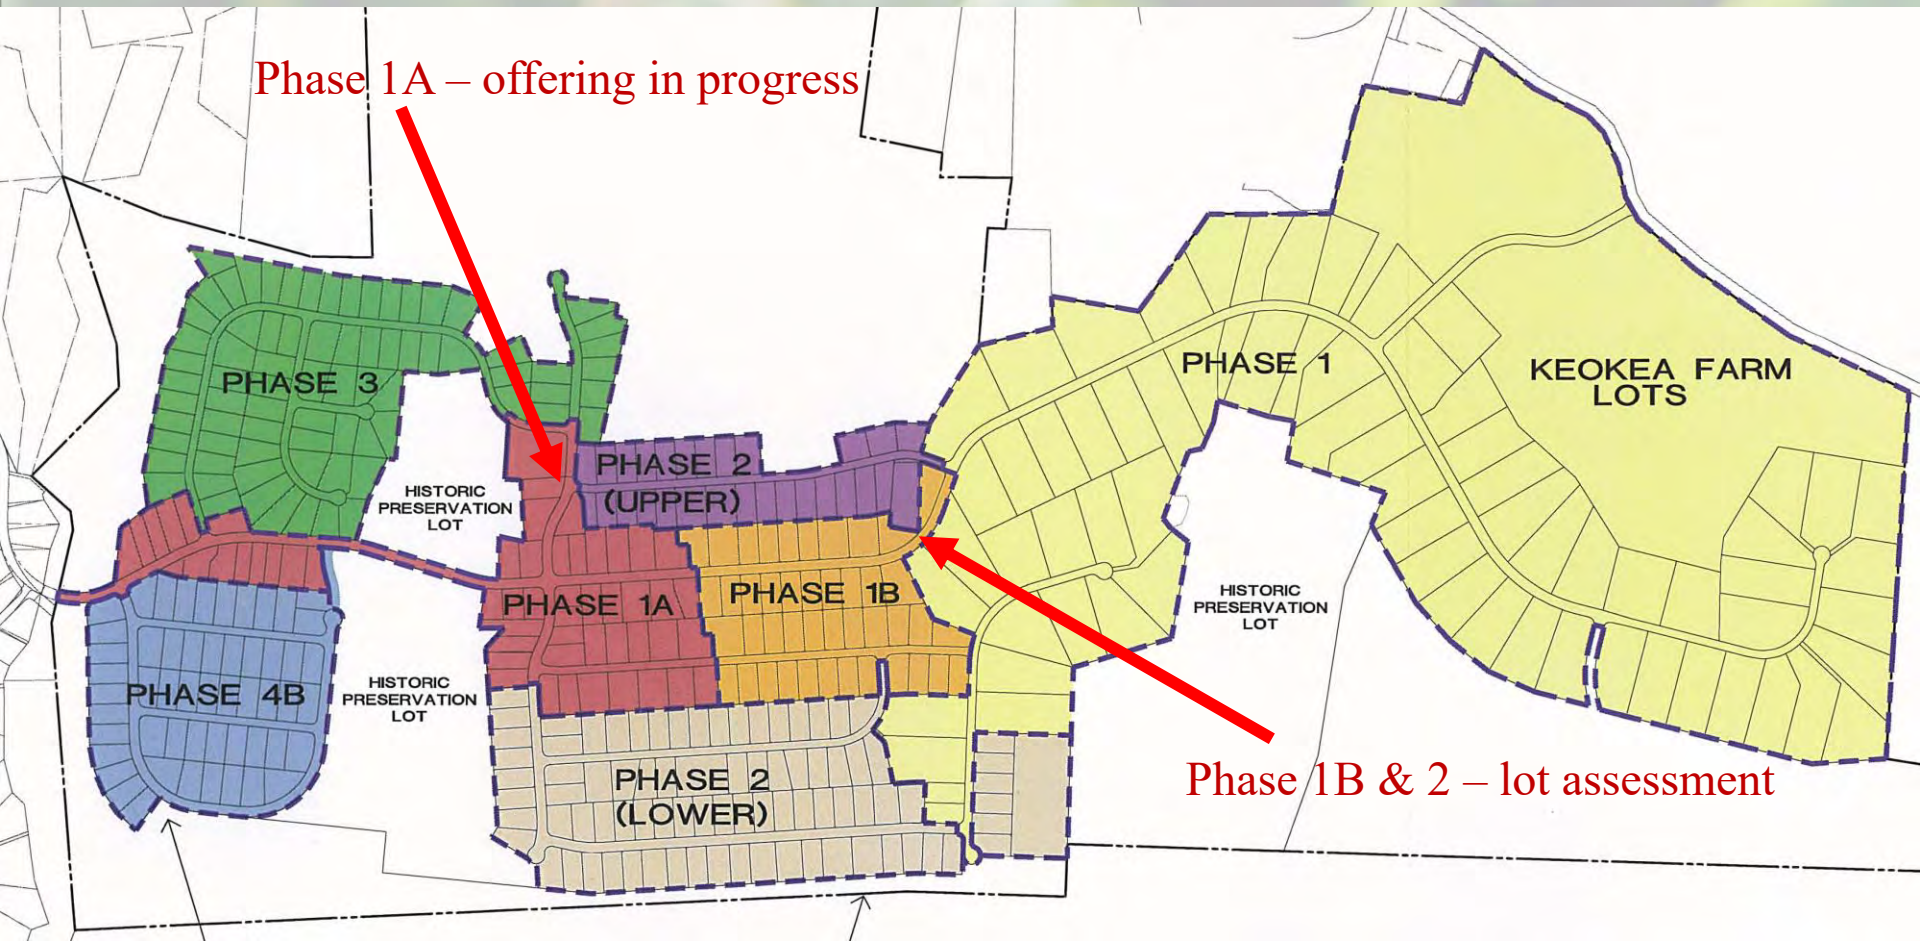 Phase 1A – offering in progress
PHASE 3
PHASE 1
KEOKEA FARM
LOTS
HISTORIC
PRESERVATION
LOT
PHASE 2
(UPPER)
PHASE 1A
PHASE 1B
HISTORIC
PRESERVATION
LOT
PHASE 4B
HISTORIC
PRESERVATION
LOT
PHASE 2
(LOWER)
Phase 1B & 2 – lot assessment